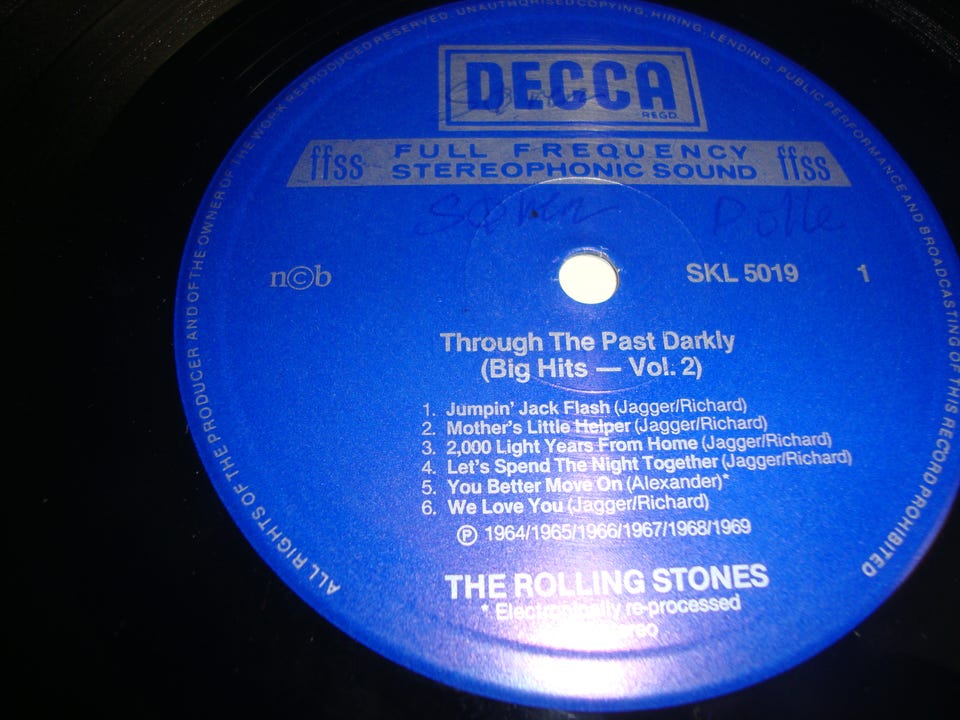 ALL RIGHTS OF THE PRODUCER AND OF THE OWNER OF THE WORK REPRODUCED RESERVED. UNAUTHORISED COPYING, HIRING, LENDING, PUBLIC PERFORMANCE AND BROADCASTING OF THIS RECORD PROHIBITED
DECCA
REGD.
ffss FULL FREQUENCY STEREOPHONIC SOUND ffss
n©b
SKL 5019 1
Through The Past Darkly
(Big Hits — Vol. 2)
1. Jumpin' Jack Flash (Jagger/Richard)
2. Mother's Little Helper (Jagger/Richard)
3. 2,000 Light Years From Home (Jagger/Richard)
4. Let's Spend The Night Together (Jagger/Richard)
5. You Better Move On (Alexander)*
6. We Love You (Jagger/Richard)
℗ 1964/1965/1966/1967/1968/1969
THE ROLLING STONES
* Electronically re-processed
stereo